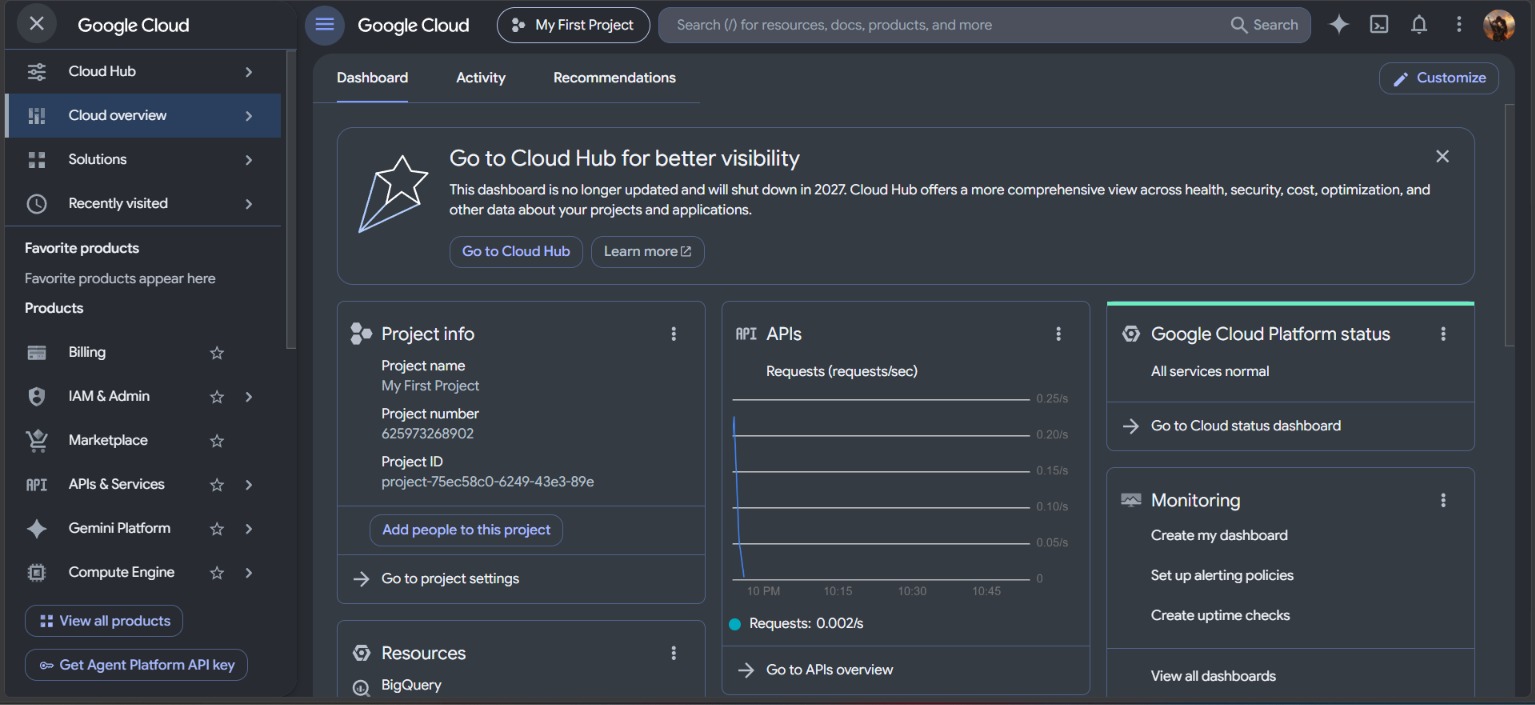 Google Cloud
Cloud Hub
Cloud overview
Solutions
Recently visited
Favorite products
Favorite products appear here
Products
Billing
IAM & Admin
Marketplace
API APIs & Services
Gemini Platform
Compute Engine
View all products
Get Agent Platform API key
Google Cloud
My First Project
Search (/) for resources, docs, products, and more
Search
Dashboard
Activity
Recommendations
Customize
Go to Cloud Hub for better visibility
This dashboard is no longer updated and will shut down in 2027. Cloud Hub offers a more comprehensive view across health, security, cost, optimization, and
other data about your projects and applications.
Go to Cloud Hub
Learn more
Project info
Project name
My First Project
Project number
625973268902
Project ID
project-75ec58c0-6249-43e3-89e
Add people to this project
Go to project settings
Resources
BigQuery
API APIs
Requests (requests/sec)
0.25/s
0.20/s
0.15/s
0.10/s
0.05/s
0
10 PM 10:15 10:30 10:45
Requests: 0.002/s
Go to APIs overview
Google Cloud Platform status
All services normal
Go to Cloud status dashboard
Monitoring
Create my dashboard
Set up alerting policies
Create uptime checks
View all dashboards